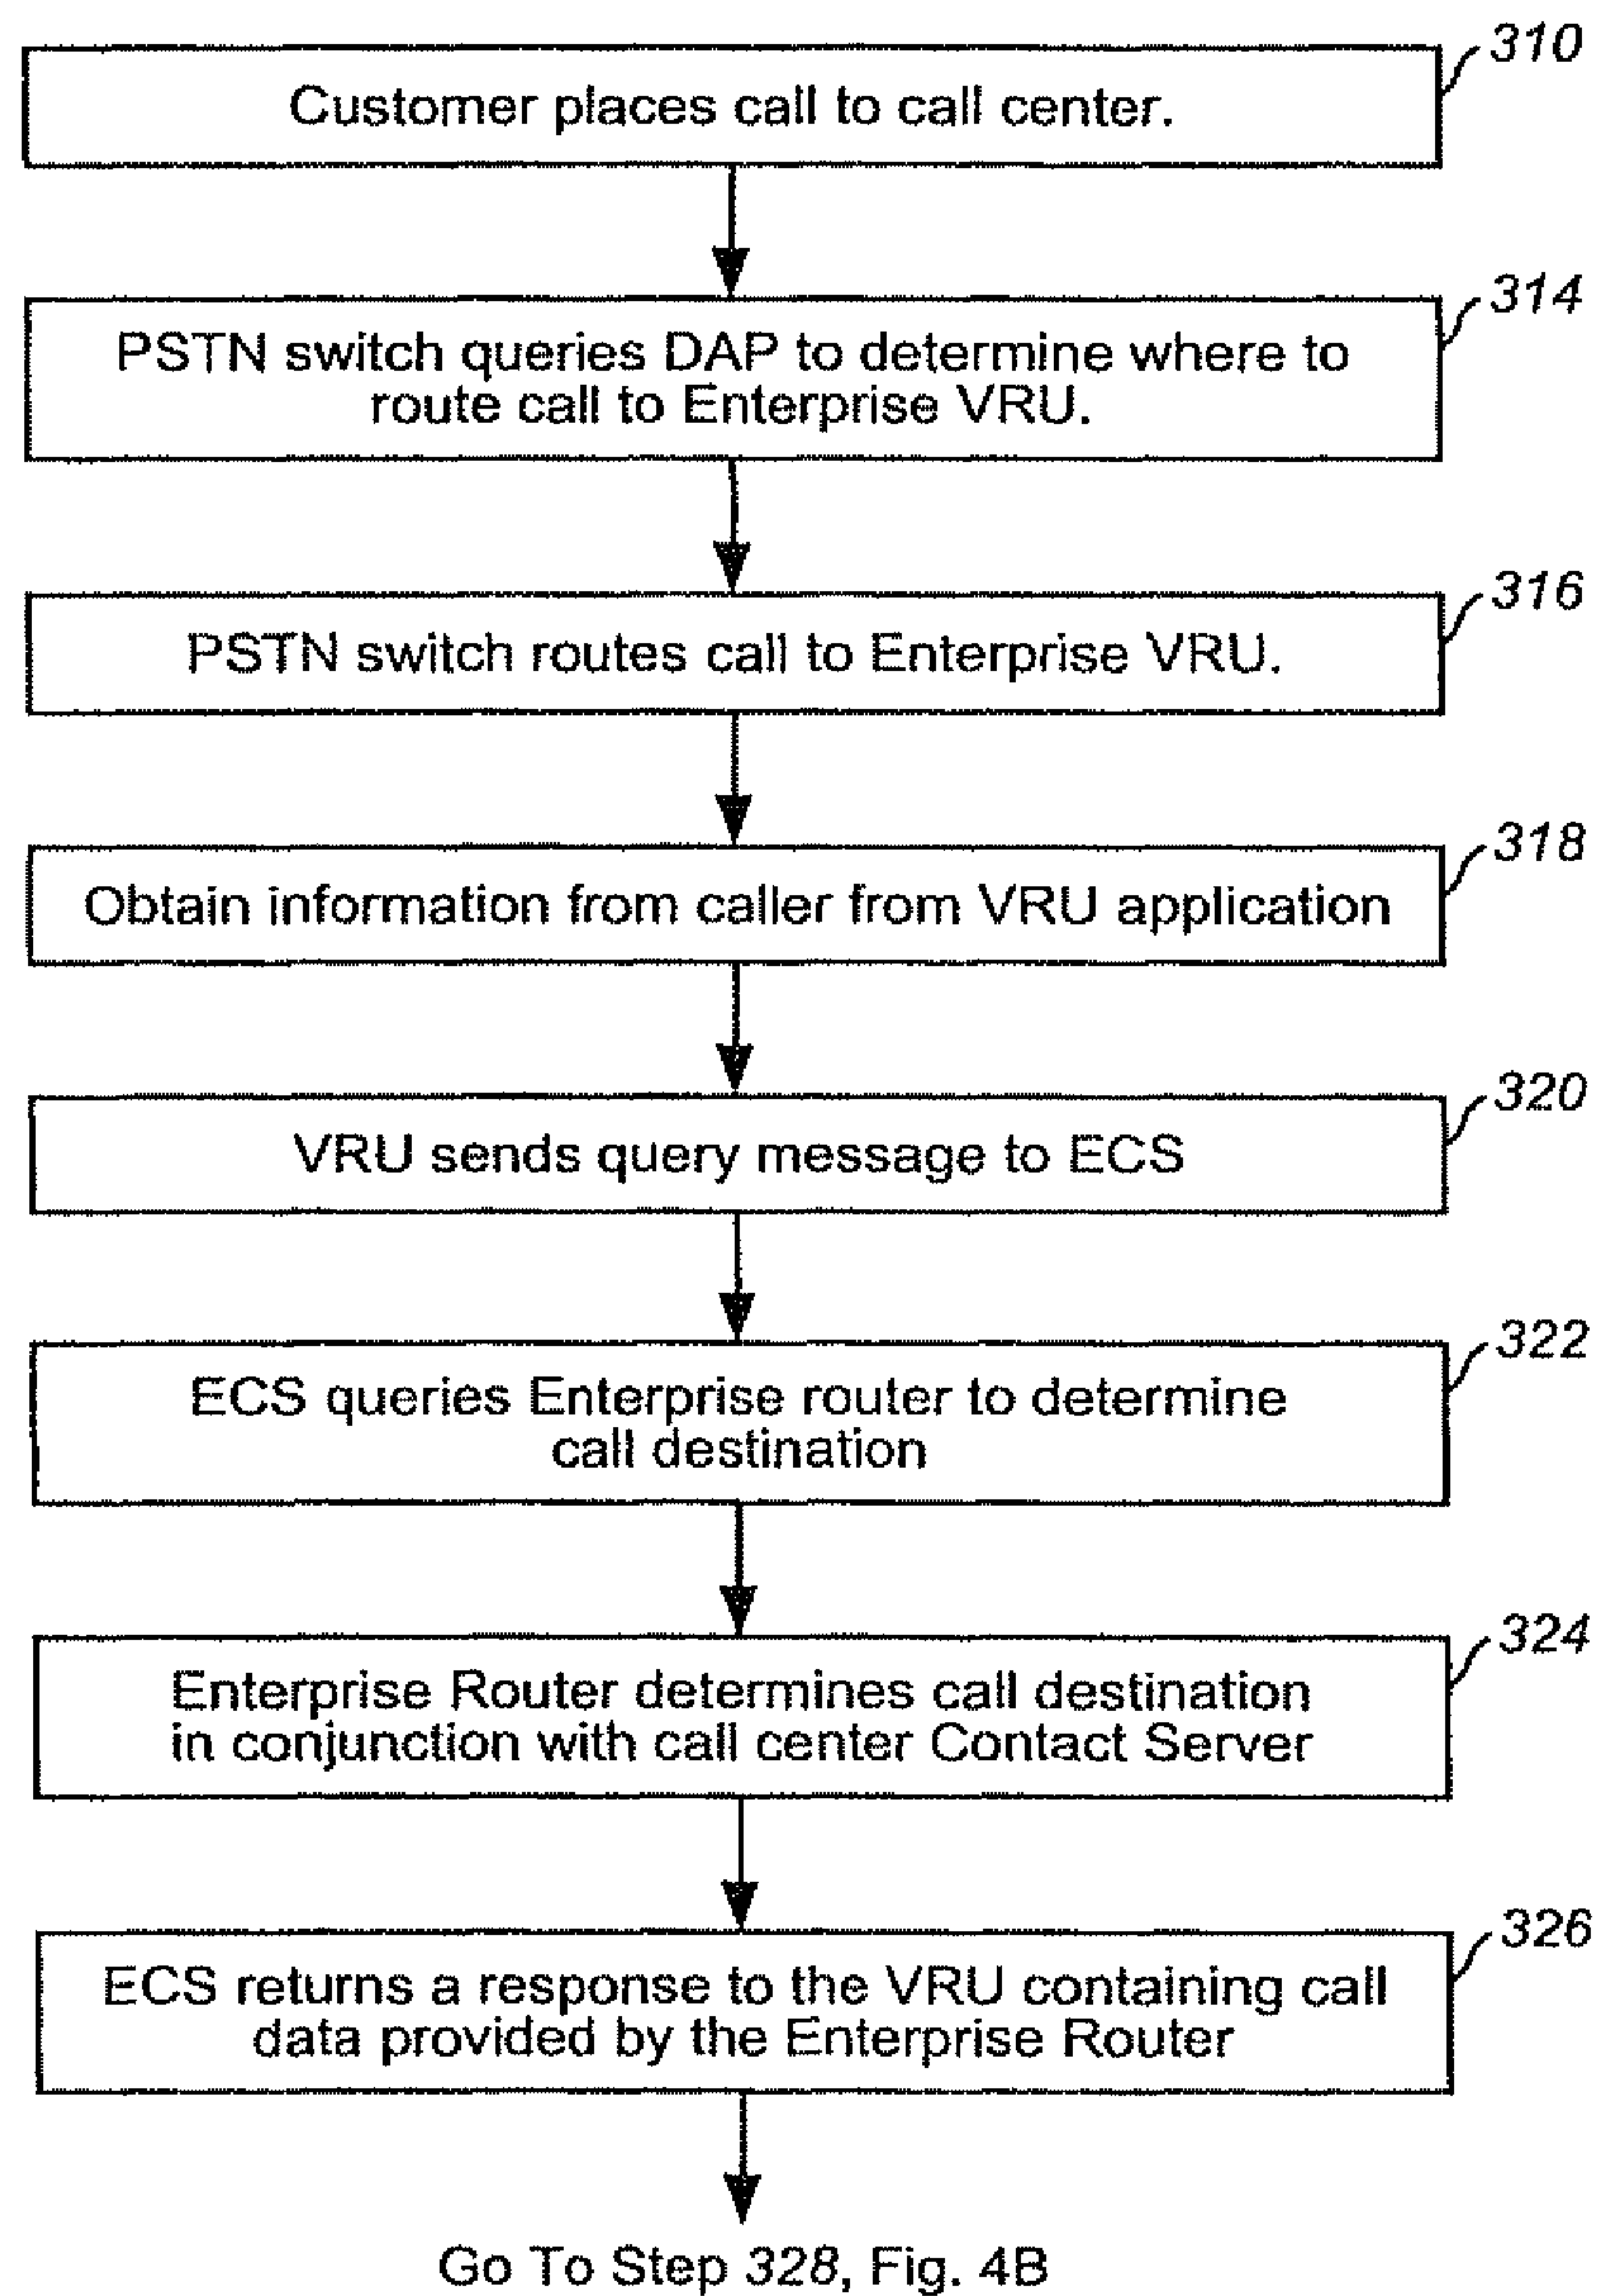 310
Customer places call to call center.
314
PSTN switch queries DAP to determine where to
route call to Enterprise VRU.
316
PSTN switch routes call to Enterprise VRU.
318
Obtain information from caller from VRU application
320
VRU sends query message to ECS
322
ECS queries Enterprise router to determine
call destination
324
Enterprise Router determines call destination
in conjunction with call center Contact Server
326
ECS returns a response to the VRU containing call
data provided by the Enterprise Router
Go To Step 328, Fig. 4B